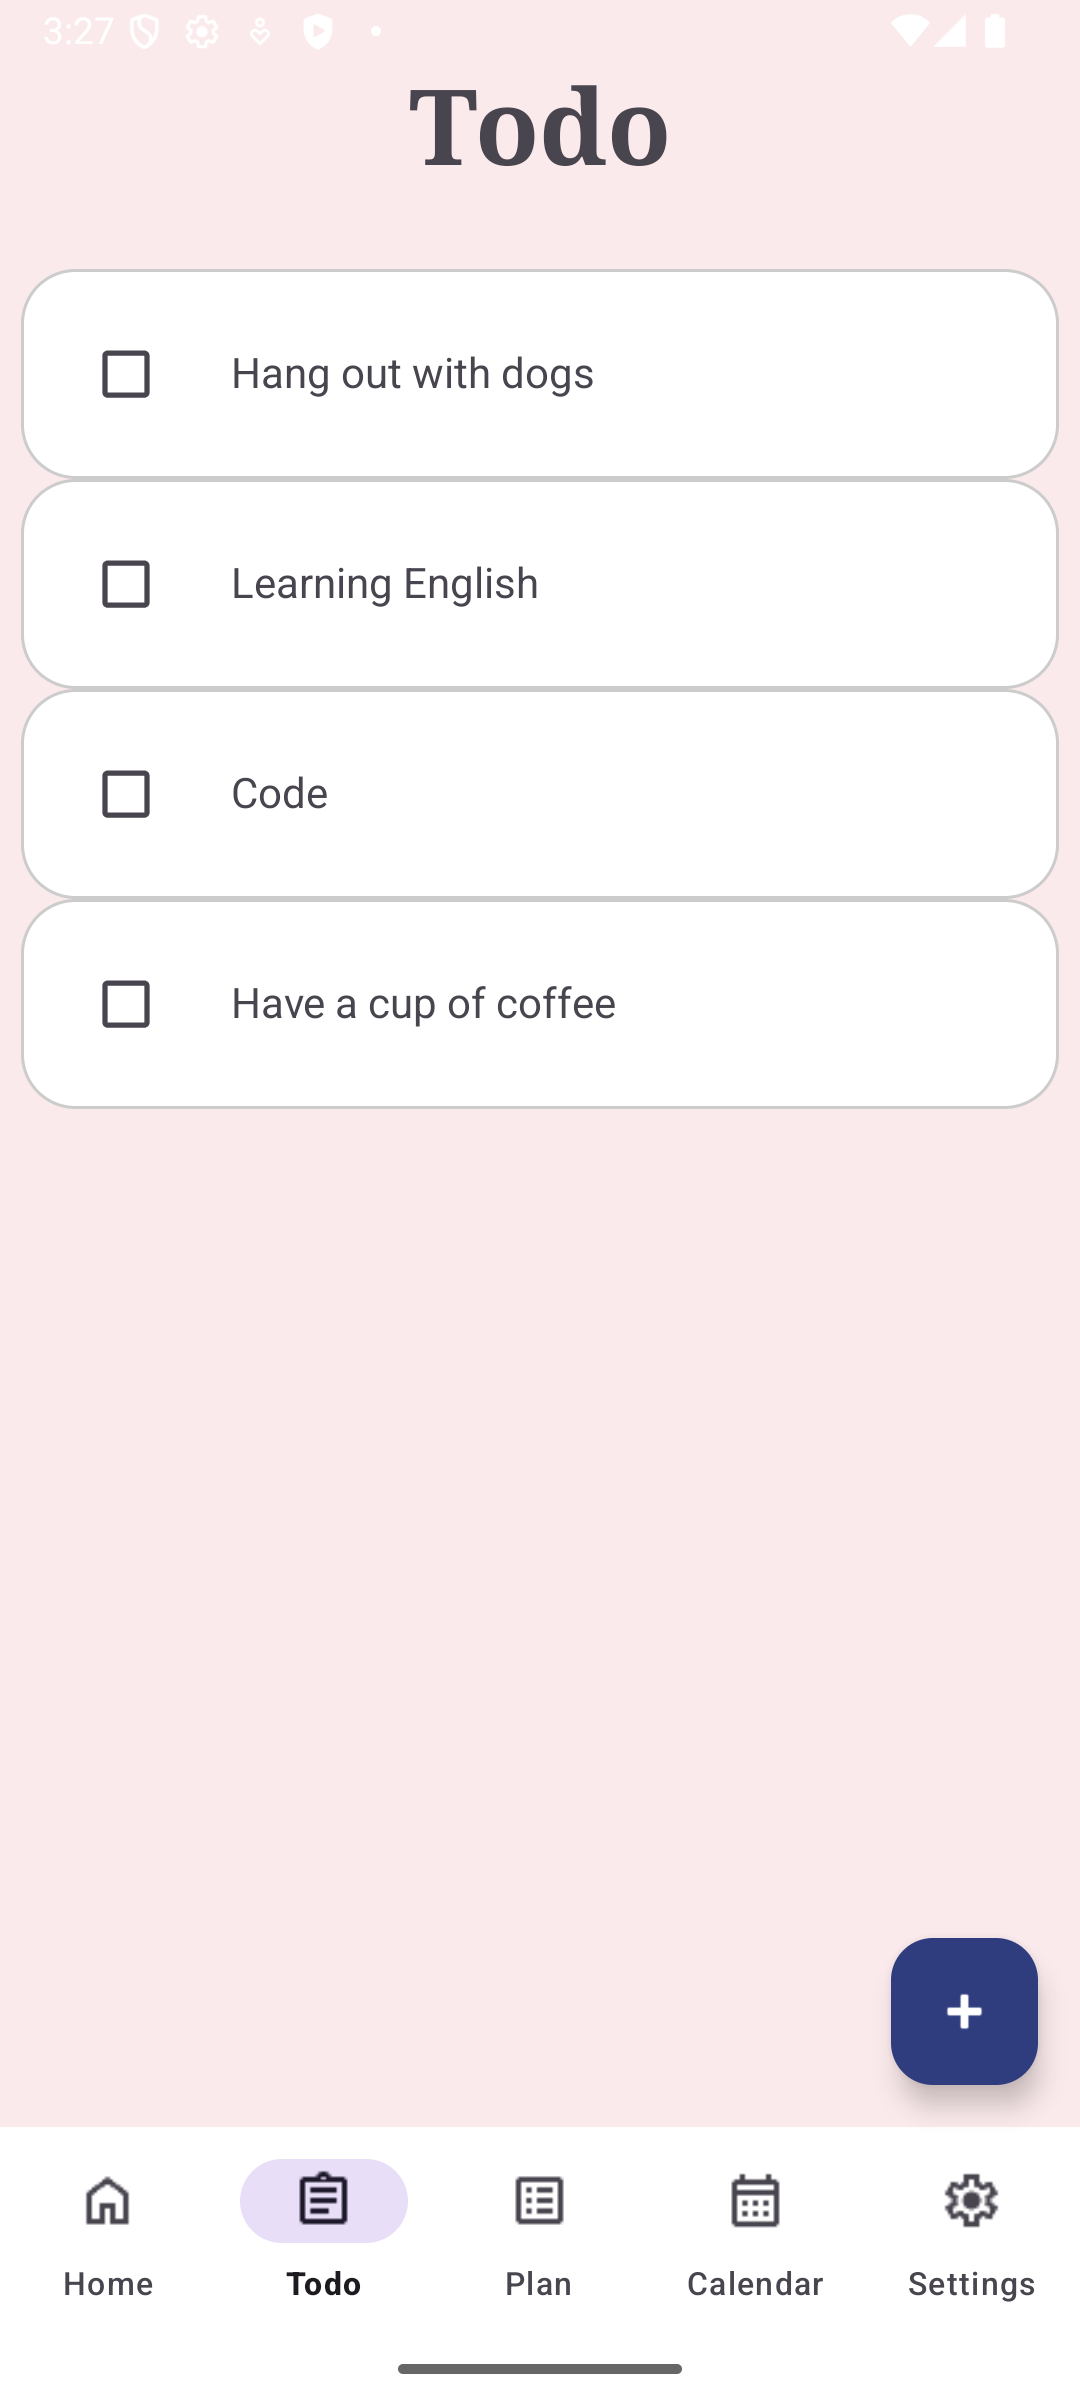 3:27
Todo
Hang out with dogs
Learning English
Code
Have a cup of coffee
Home
Todo
Plan
Calendar
Settings